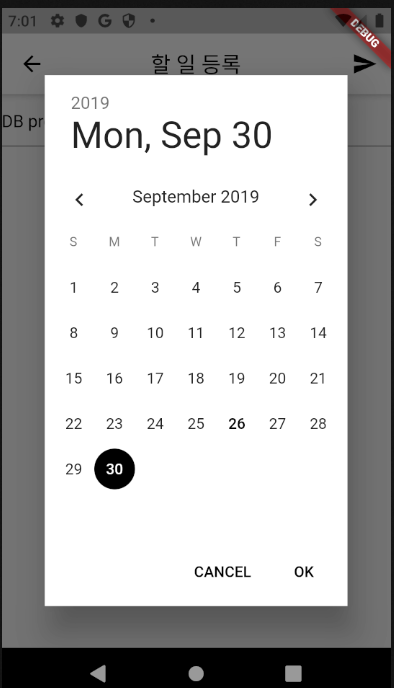 7:01
DEBUG
할 일 등록
DB pr
2019
Mon, Sep 30
September 2019
S M T W T F S
1 2 3 4 5 6 7
8 9 10 11 12 13 14
15 16 17 18 19 20 21
22 23 24 25 26 27 28
29 30
CANCEL OK